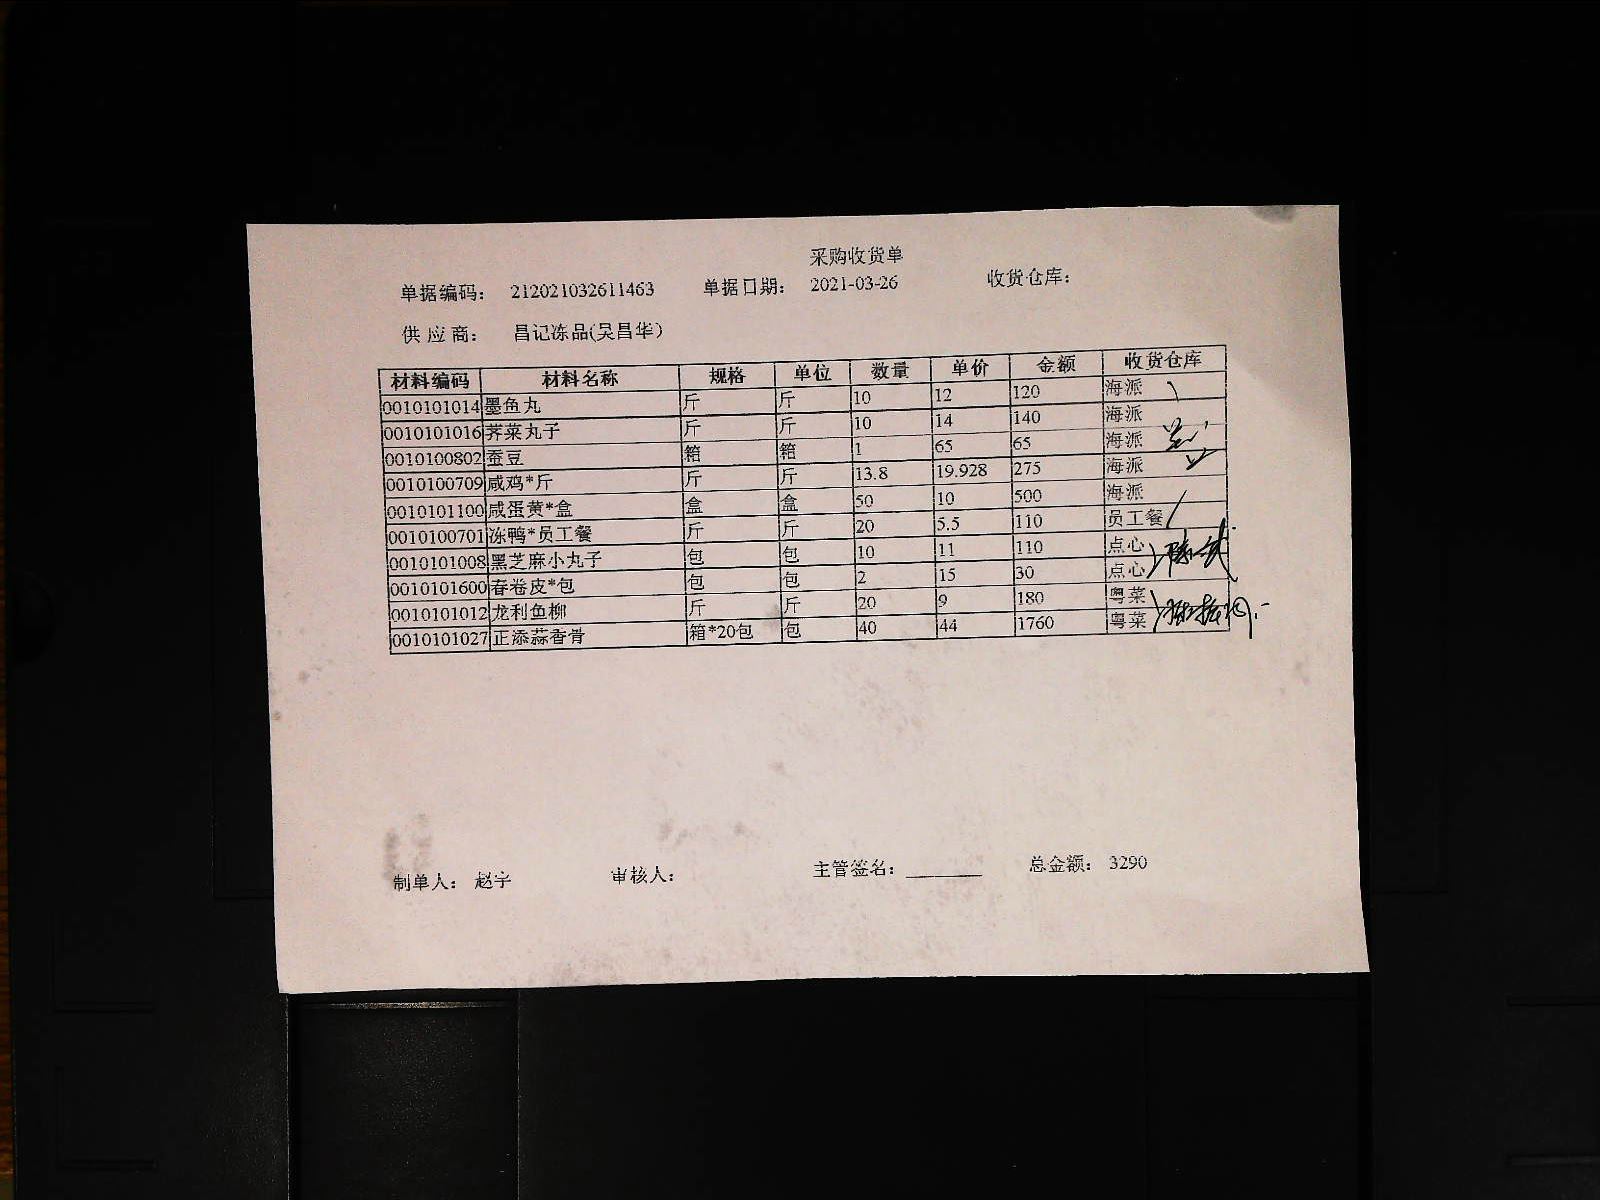 采购收货单
单据编码： 212021032611463 单据日期： 2021-03-26 收货仓库：
供应商： 昌记冻品(吴昌华)
材料编码 材料名称 规格 单位 数量 单价 金额 收货仓库
0010101014 墨鱼丸 斤 斤 10 12 120 海派
0010101016 荠菜丸子 斤 斤 10 14 140 海派
0010100802 蚕豆 箱 箱 1 65 65 海派
0010100709 咸鸡*斤 斤 斤 13.8 19.928 275 海派
0010101100 咸蛋黄*盒 盒 盒 50 10 500 海派
0010100701 冻鸭*员工餐 斤 斤 20 5.5 110 员工餐
0010101008 黑芝麻小丸子 包 包 10 11 110 点心
0010101600 春卷皮*包 包 包 2 15 30 点心
0010101012 龙利鱼柳 斤 斤 20 9 180 粤菜
0010101027 正添蒜香骨 箱*20包 包 40 44 1760 粤菜
制单人： 赵宇 审核人： 主管签名： 总金额： 3290